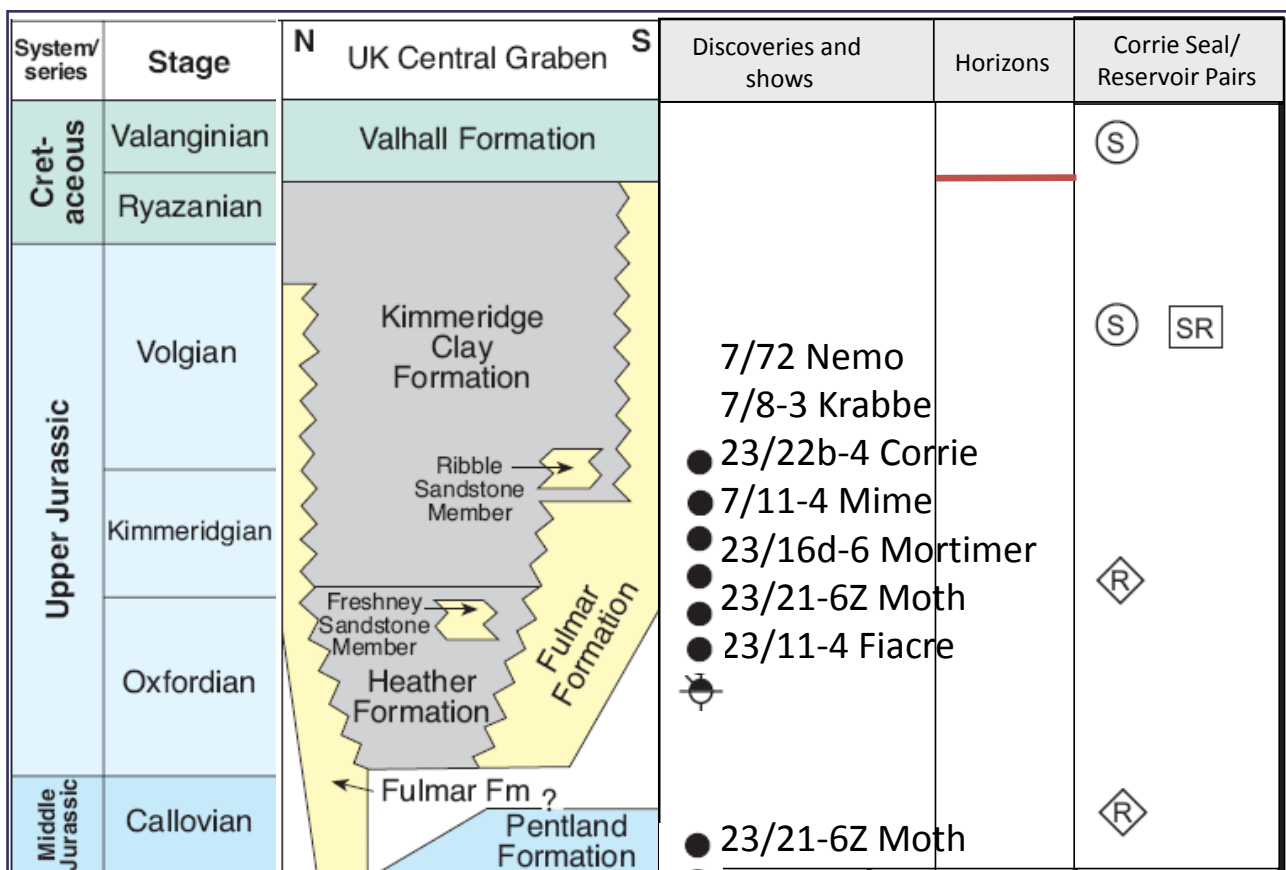 System/
series
Stage
N
UK Central Graben
S
Discoveries and
shows
Horizons
Corrie Seal/
Reservoir Pairs
Cret-
aceous
Valanginian
Ryazanian
Valhall Formation
S
Upper Jurassic
Volgian
Kimmeridgian
Oxfordian
Kimmeridge
Clay
Formation
Ribble
Sandstone
Member
Freshney
Sandstone
Member
Heather
Formation
Fulmar
Formation
7/72 Nemo
7/8-3 Krabbe
23/22b-4 Corrie
7/11-4 Mime
23/16d-6 Mortimer
23/21-6Z Moth
23/11-4 Fiacre
S SR
R
Middle
Jurassic
Callovian
Fulmar Fm
?
Pentland
Formation
23/21-6Z Moth
R